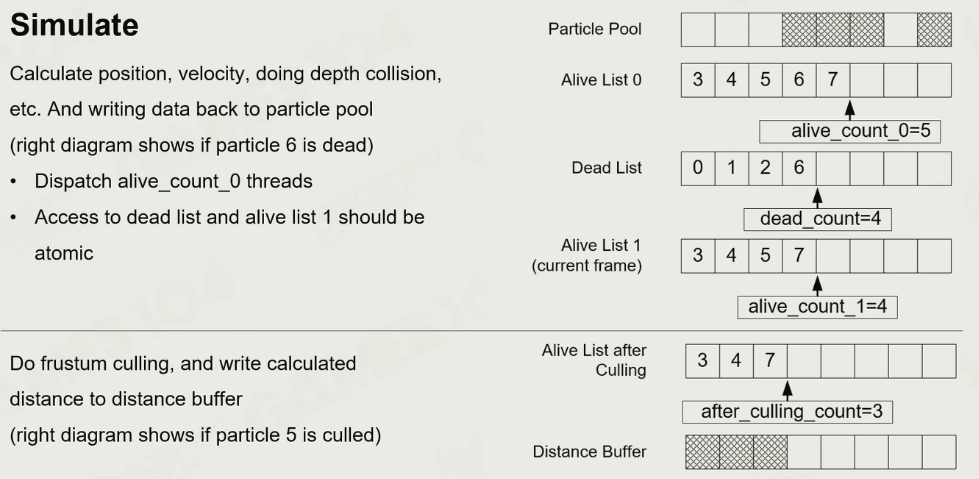 Simulate
Calculate position, velocity, doing depth collision,
etc. And writing data back to particle pool
(right diagram shows if particle 6 is dead)
• Dispatch alive_count_0 threads
• Access to dead list and alive list 1 should be
atomic
Particle Pool
Alive List 0
3 4 5 6 7
alive_count_0=5
Dead List
0 1 2 6
dead_count=4
Alive List 1
(current frame)
3 4 5 7
alive_count_1=4
Do frustum culling, and write calculated
distance to distance buffer
(right diagram shows if particle 5 is culled)
Alive List after
Culling
3 4 7
after_culling_count=3
Distance Buffer